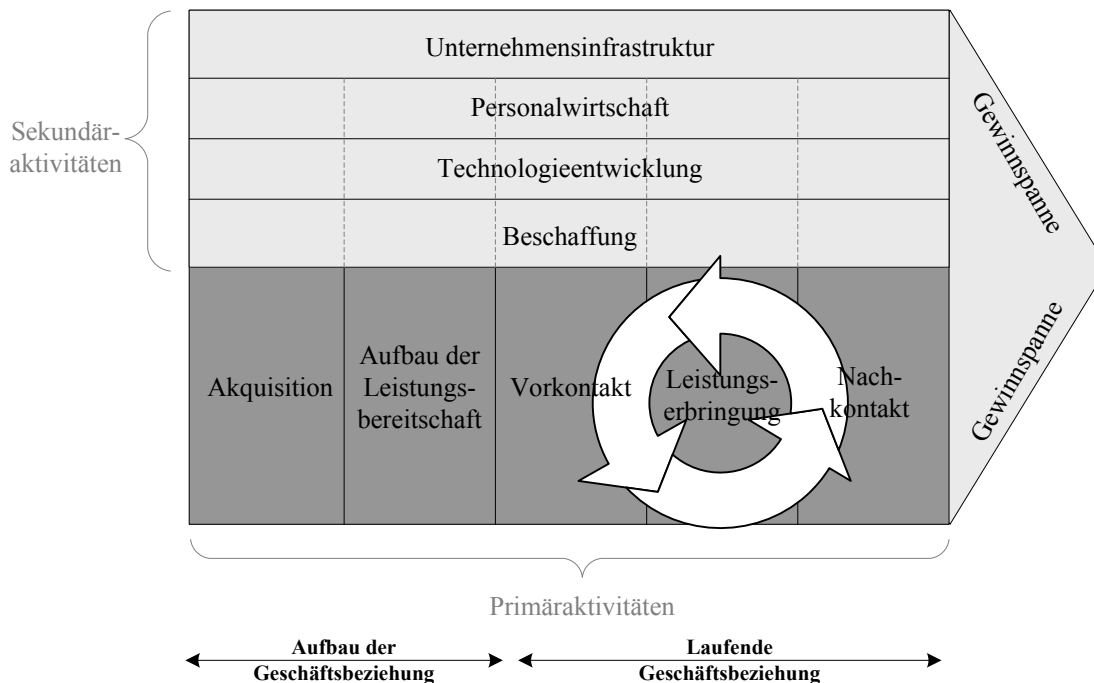 Unternehmensinfrastruktur
Personalwirtschaft
Technologieentwicklung
Beschaffung
Sekundär-
aktivitäten
Gewinnspanne
Gewinnspanne
Akquisition
Aufbau der
Leistungs-
bereitschaft
Vorkontakt
Leistungs-
erbringung
Nach-
kontakt
Primäraktivitäten
Aufbau der
Geschäftsbeziehung
Laufende
Geschäftsbeziehung